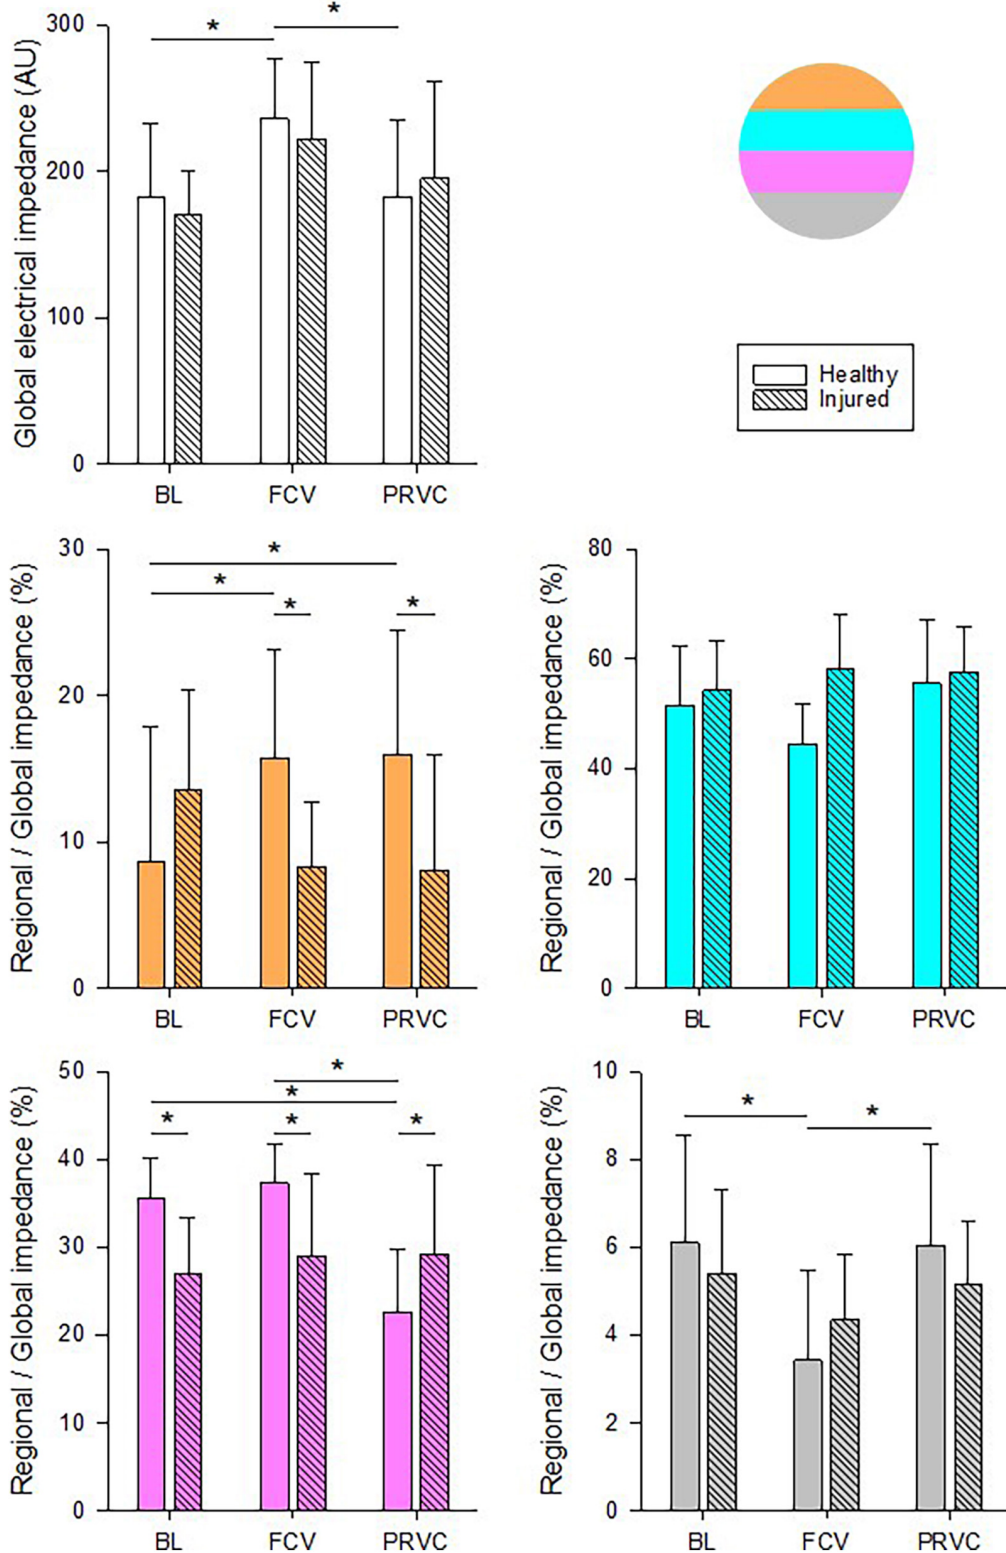 Global electrical impedance (AU)
300
200
100
0
*
*
BL
FCV
PRVC
Healthy
Injured
Regional / Global impedance (%)
30
20
10
0
*
*
*
*
BL
FCV
PRVC
Regional / Global impedance (%)
80
60
40
20
0
BL
FCV
PRVC
Regional / Global impedance (%)
50
40
30
20
10
0
*
*
*
*
*
BL
FCV
PRVC
Regional / Global impedance (%)
10
8
6
4
2
0
*
*
BL
FCV
PRVC